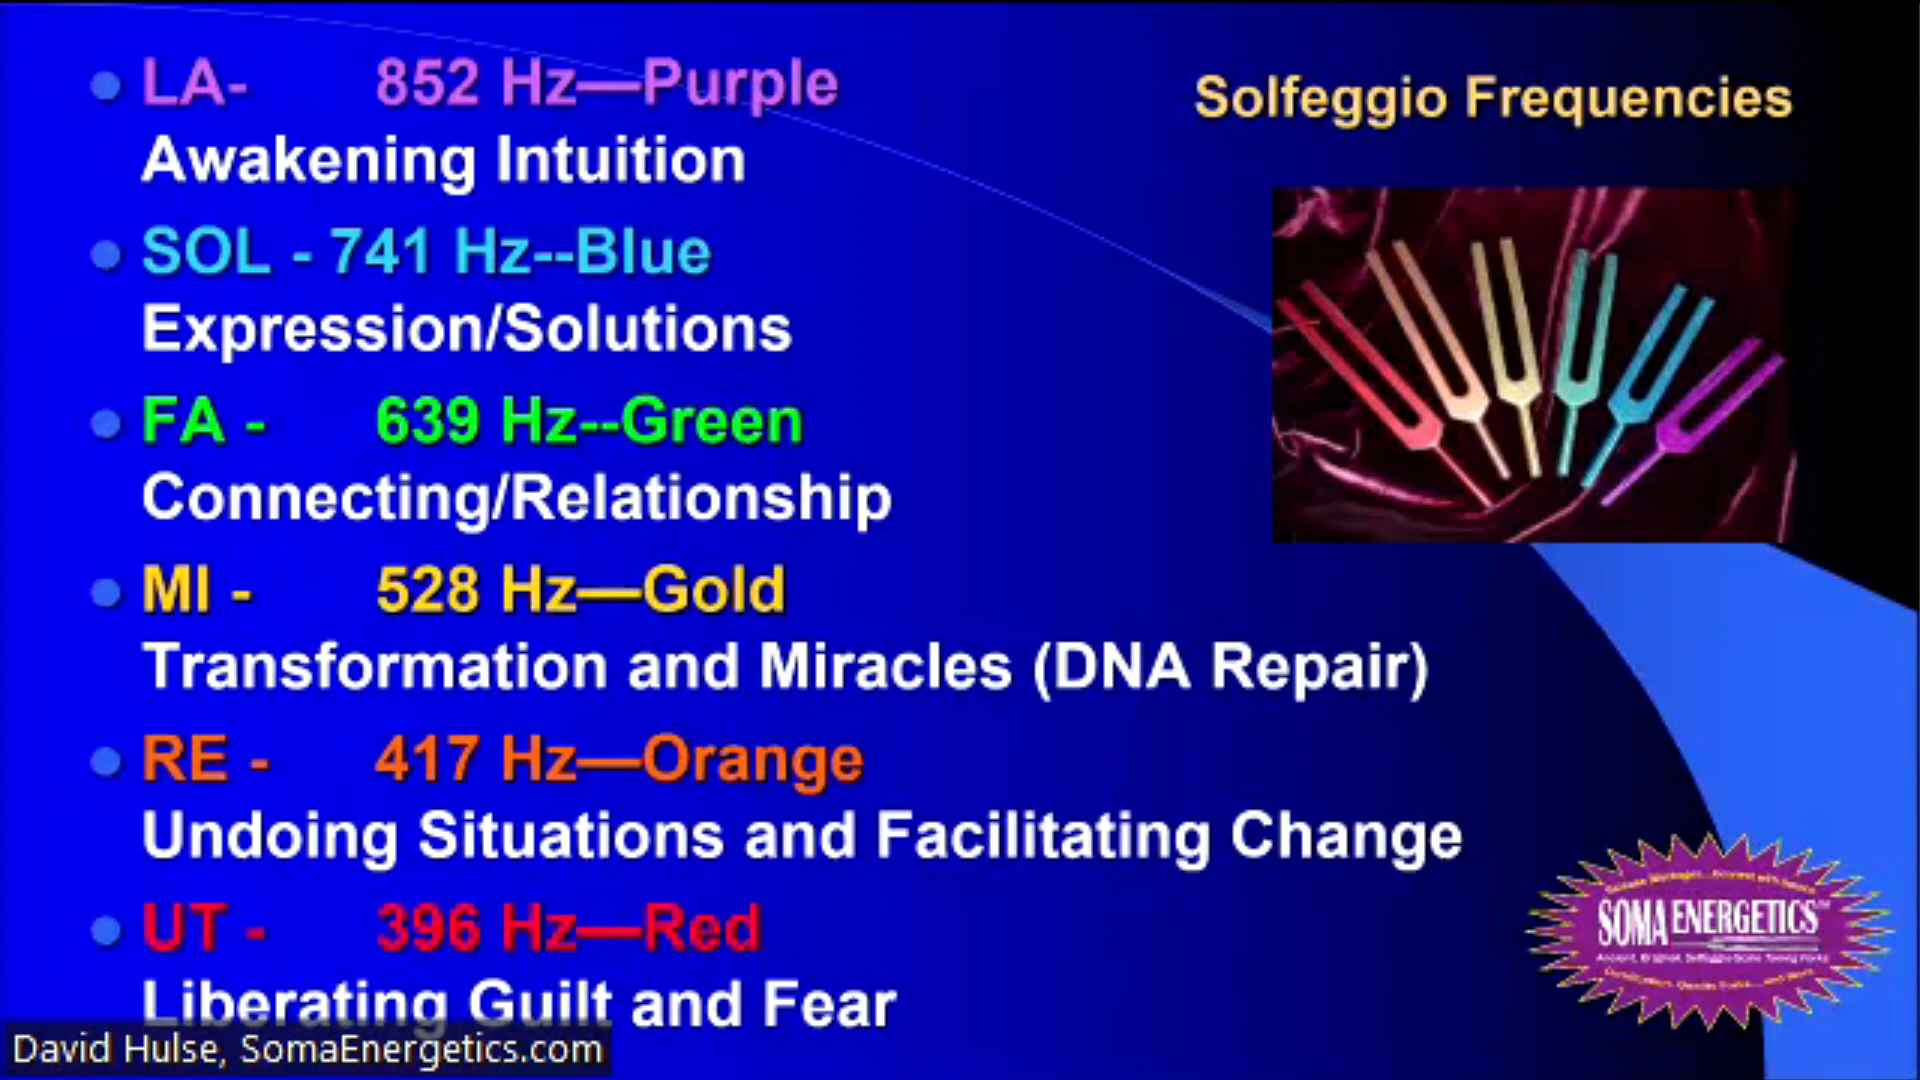 LA- 852 Hz—Purple
Awakening Intuition
SOL - 741 Hz--Blue
Expression/Solutions
FA - 639 Hz--Green
Connecting/Relationship
MI - 528 Hz—Gold
Transformation and Miracles (DNA Repair)
RE - 417 Hz—Orange
Undoing Situations and Facilitating Change
UT - 396 Hz—Red
Liberating Guilt and Fear
Solfeggio Frequencies
SOMA ENERGETICS
David Hulse, SomaEnergetics.com